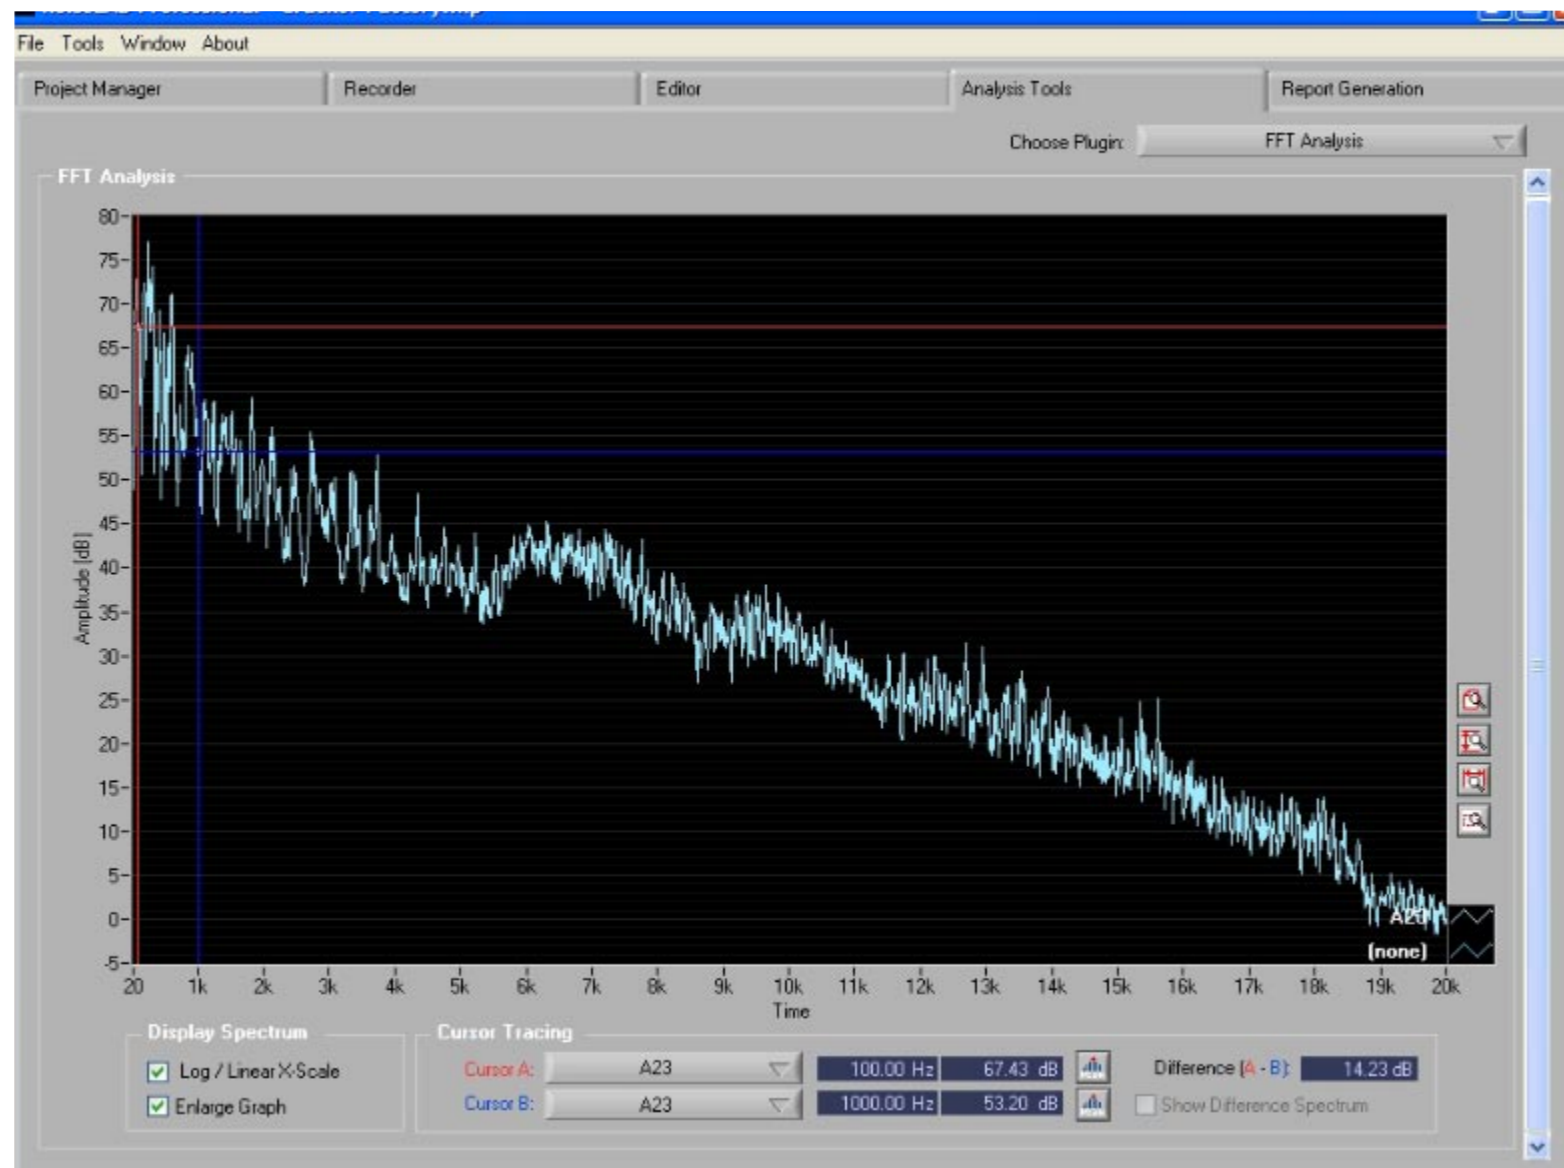 File Tools Window About
Project Manager Recorder Editor Analysis Tools Report Generation
Choose Plugin: FFT Analysis
FFT Analysis
80
75
70
65
60
55
50
45
40
35
30
25
20
15
10
5
0
-5
Amplitude [dB]
A23
(none)
20 1k 2k 3k 4k 5k 6k 7k 8k 9k 10k 11k 12k 13k 14k 15k 16k 17k 18k 19k 20k
Time
Display Spectrum Cursor Tracing
Log / Linear X-Scale Cursor A: A23 100.00 Hz 67.43 dB Difference (A - B): 14.23 dB
Enlarge Graph Cursor B: A23 1000.00 Hz 53.20 dB Show Difference Spectrum